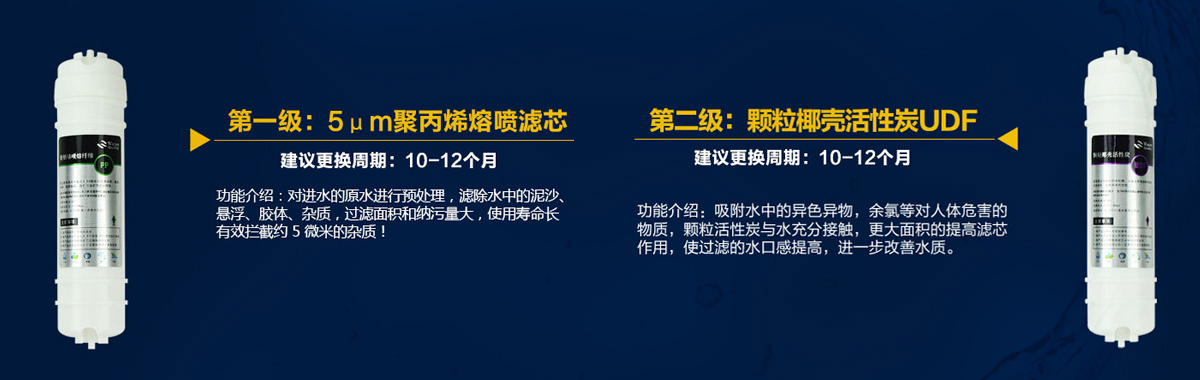 第一级：5μm聚丙烯熔喷滤芯
建议更换周期：10-12个月
功能介绍：对进水的原水进行预处理，滤除水中的泥沙、
悬浮、胶体、杂质，过滤面积和纳污量大，使用寿命长
有效拦截约 5 微米的杂质！
第二级：颗粒椰壳活性炭UDF
建议更换周期：10-12个月
功能介绍：吸附水中的异色异物，余氯等对人体危害的
物质，颗粒活性炭与水充分接触，更大面积的提高滤芯
作用，使过滤的水口感提高，进一步改善水质。
PP